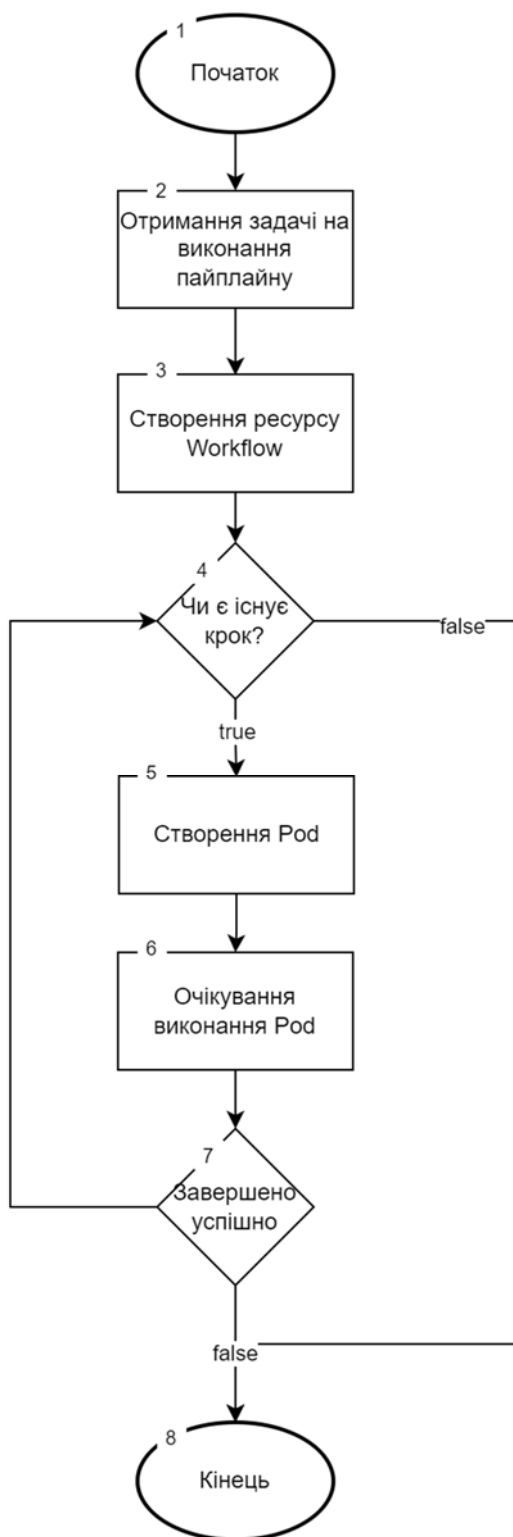 1
Початок
2
Отримання задачі на
виконання
пайплайну
3
Створення ресурсу
Workflow
4
Чи є існує
крок?
false
true
5
Створення Pod
6
Очікування
виконання Pod
7
Завершено
успішно
false
8
Кінець